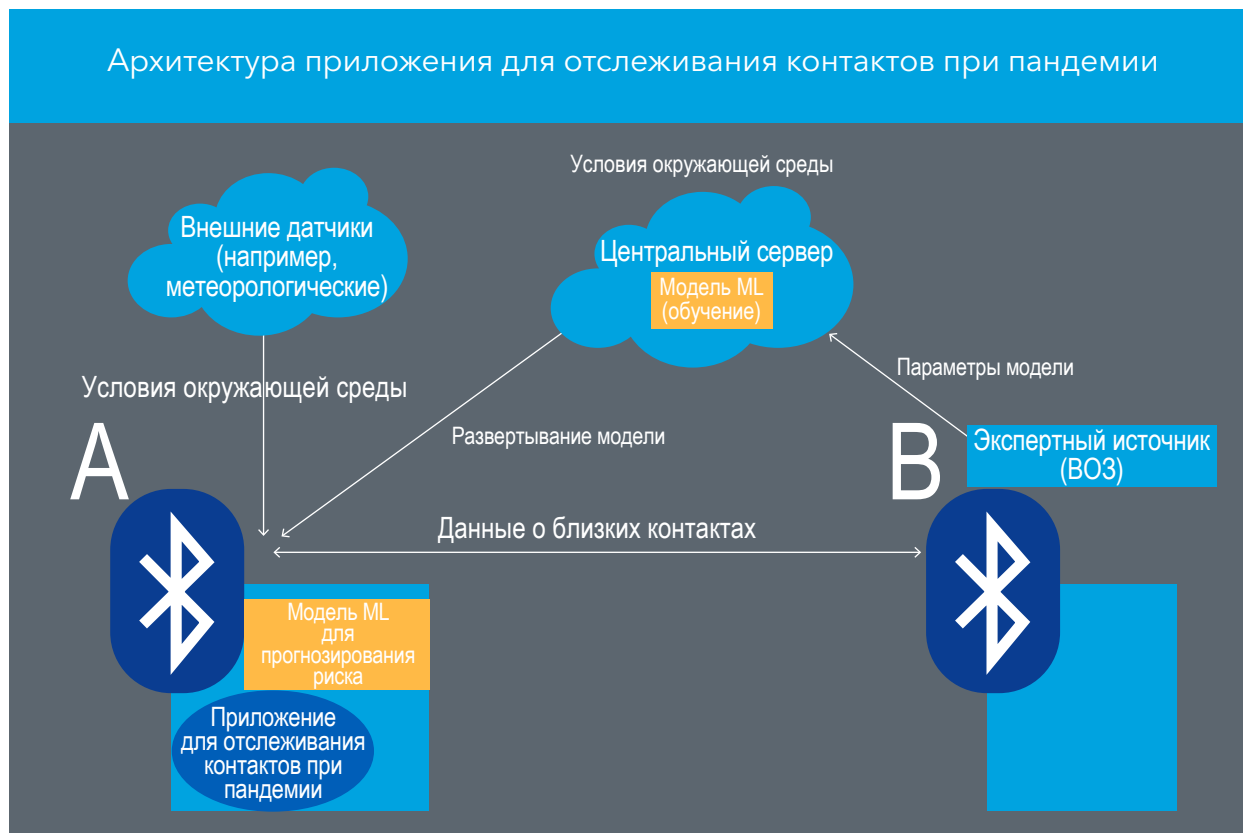 Архитектура приложения для отслеживания контактов при пандемии
Условия окружающей среды
Внешние датчики
(например,
метеорологические)
Центральный сервер
Модель ML
(обучение)
Условия окружающей среды
Параметры модели
Развертывание модели
A
B
Экспертный источник
(ВОЗ)
Данные о близких контактах
Модель ML
для
прогнозирования
риска
Приложение
для отслеживания
контактов при
пандемии